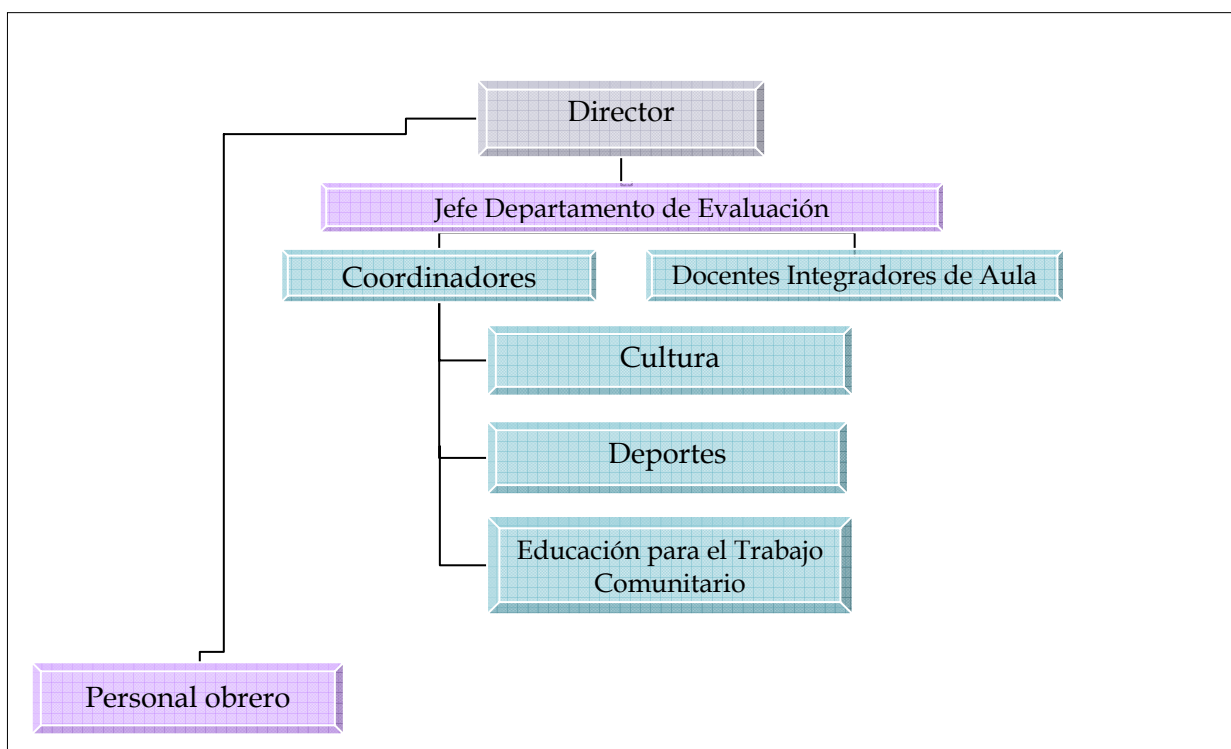 Director
Jefe Departamento de Evaluación
Coordinadores
Docentes Integradores de Aula
Cultura
Deportes
Educación para el Trabajo
Comunitario
Personal obrero